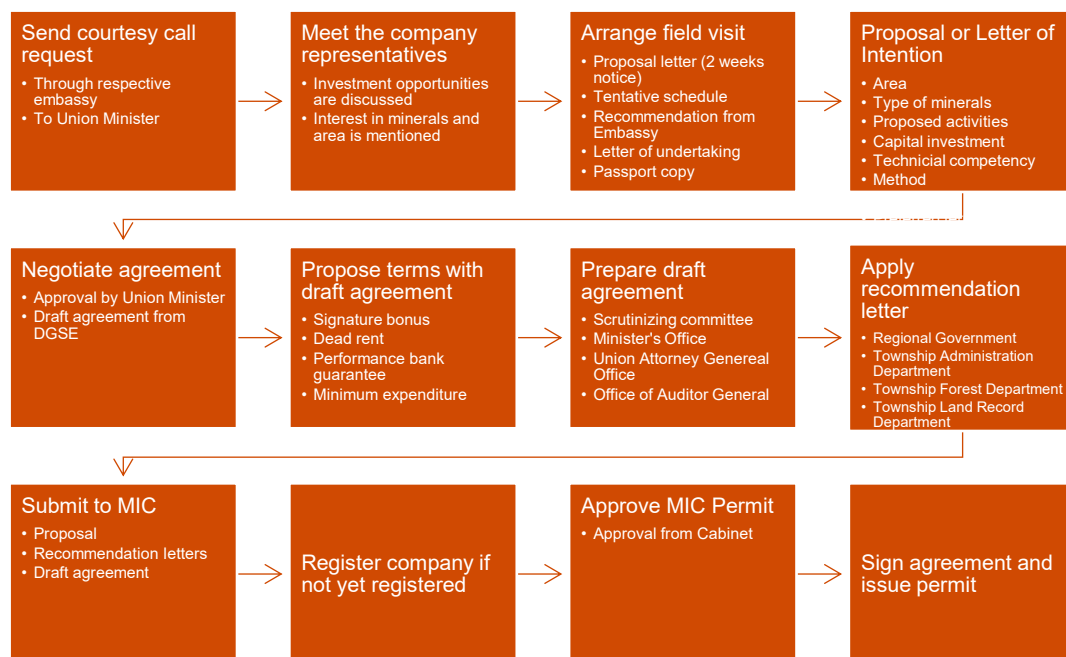 Send courtesy call
request
• Through respective
embassy
• To Union Minister
Meet the company
representatives
• Investment opportunities
are discussed
• Interest in minerals and
area is mentioned
Arrange field visit
• Proposal letter (2 weeks
notice)
• Tentative schedule
• Recommendation from
Embassy
• Letter of undertaking
• Passport copy
Proposal or Letter of
Intention
• Area
• Type of minerals
• Proposed activities
• Capital investment
• Technicial competency
• Method
Negotiate agreement
• Approval by Union Minister
• Draft agreement from
DGSE
Propose terms with
draft agreement
• Signature bonus
• Dead rent
• Performance bank
guarantee
• Minimum expenditure
Prepare draft
agreement
• Scrutinizing committee
• Minister's Office
• Union Attorney Genereal
Office
• Office of Auditor General
Apply
recommendation
letter
• Regional Government
• Township Administration
Department
• Township Forest Department
• Township Land Record
Department
Submit to MIC
• Proposal
• Recommendation letters
• Draft agreement
Register company if
not yet registered
Approve MIC Permit
• Approval from Cabinet
Sign agreement and
issue permit